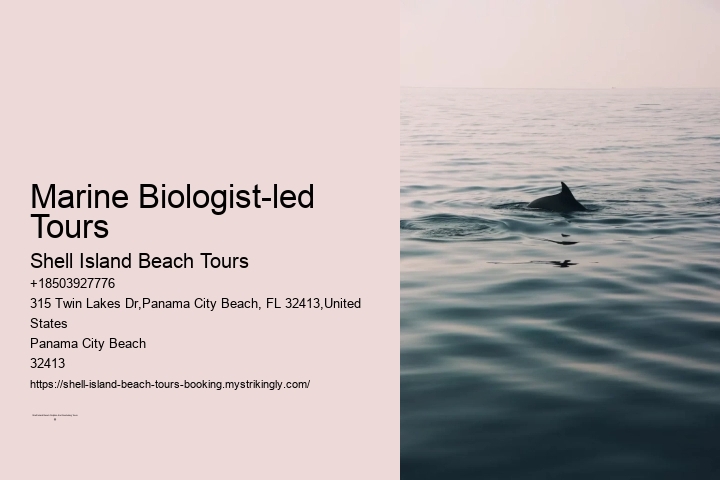 Marine Biologist-led
Tours
Shell Island Beach Tours
+18503927776
315 Twin Lakes Dr,Panama City Beach, FL 32413,United
States
Panama City Beach
32413
https://shell-island-beach-tours-booking.mystrikingly.com/